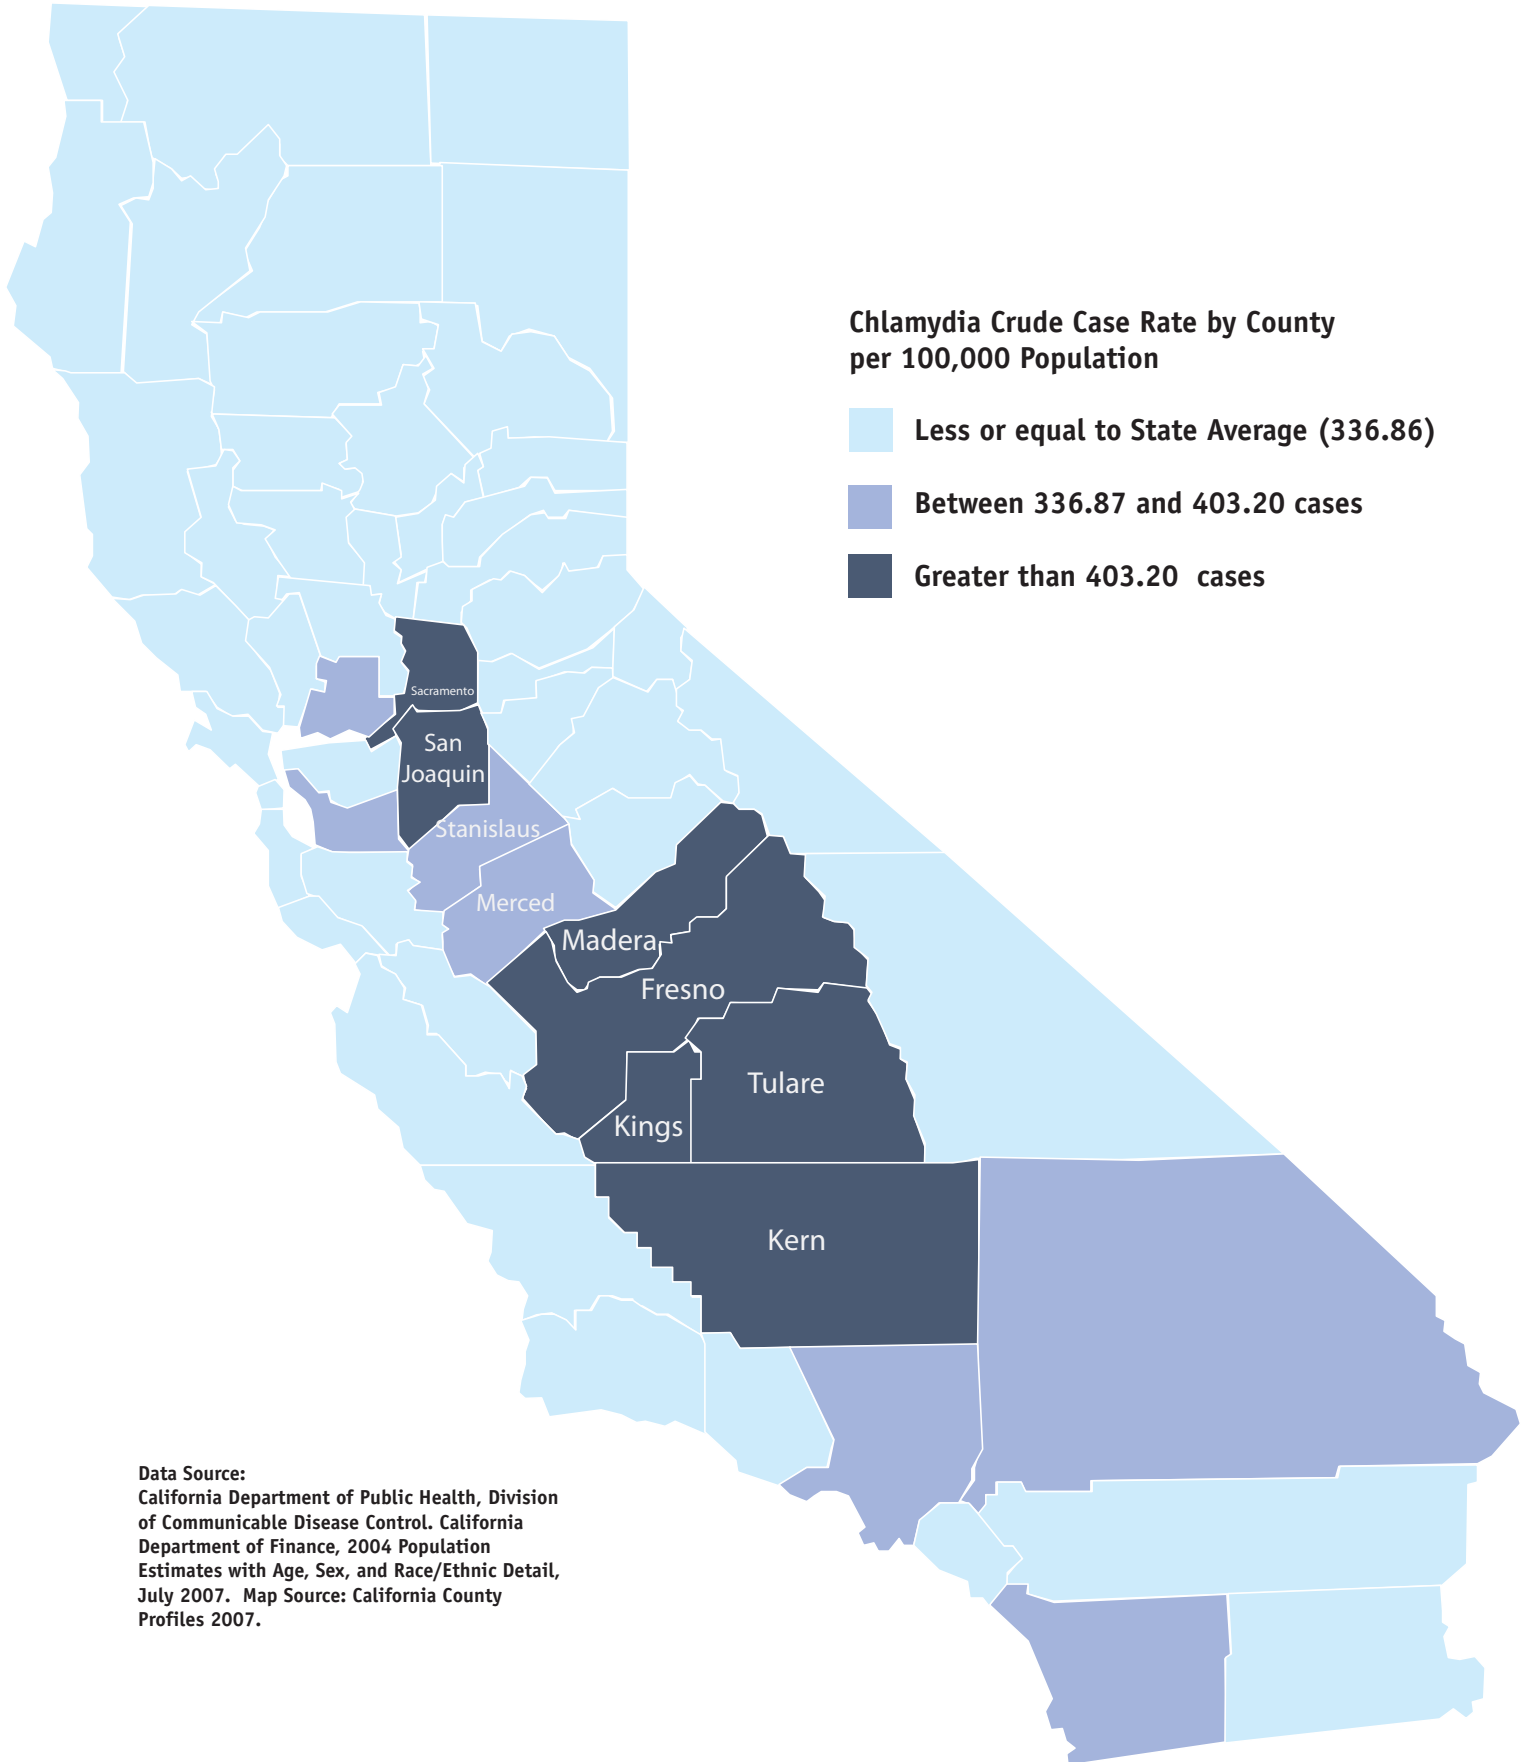 Chlamydia Crude Case Rate by County
per 100,000 Population
Less or equal to State Average (336.86)
Between 336.87 and 403.20 cases
Greater than 403.20 cases
Sacramento
San
Joaquin
Stanislaus
Merced
Madera
Fresno
Tulare
Kings
Kern
Data Source:
California Department of Public Health, Division
of Communicable Disease Control. California
Department of Finance, 2004 Population
Estimates with Age, Sex, and Race/Ethnic Detail,
July 2007. Map Source: California County
Profiles 2007.